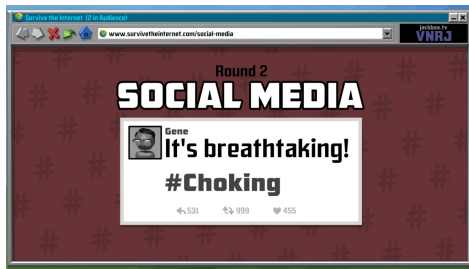 Survive the Internet (2 in Audience)
www.survivetheinternet.com/social-media
jackbox.tv
VNRJ
Round 2
SOCIAL MEDIA
Gene
It's breathtaking!
#Choking
531 999 455